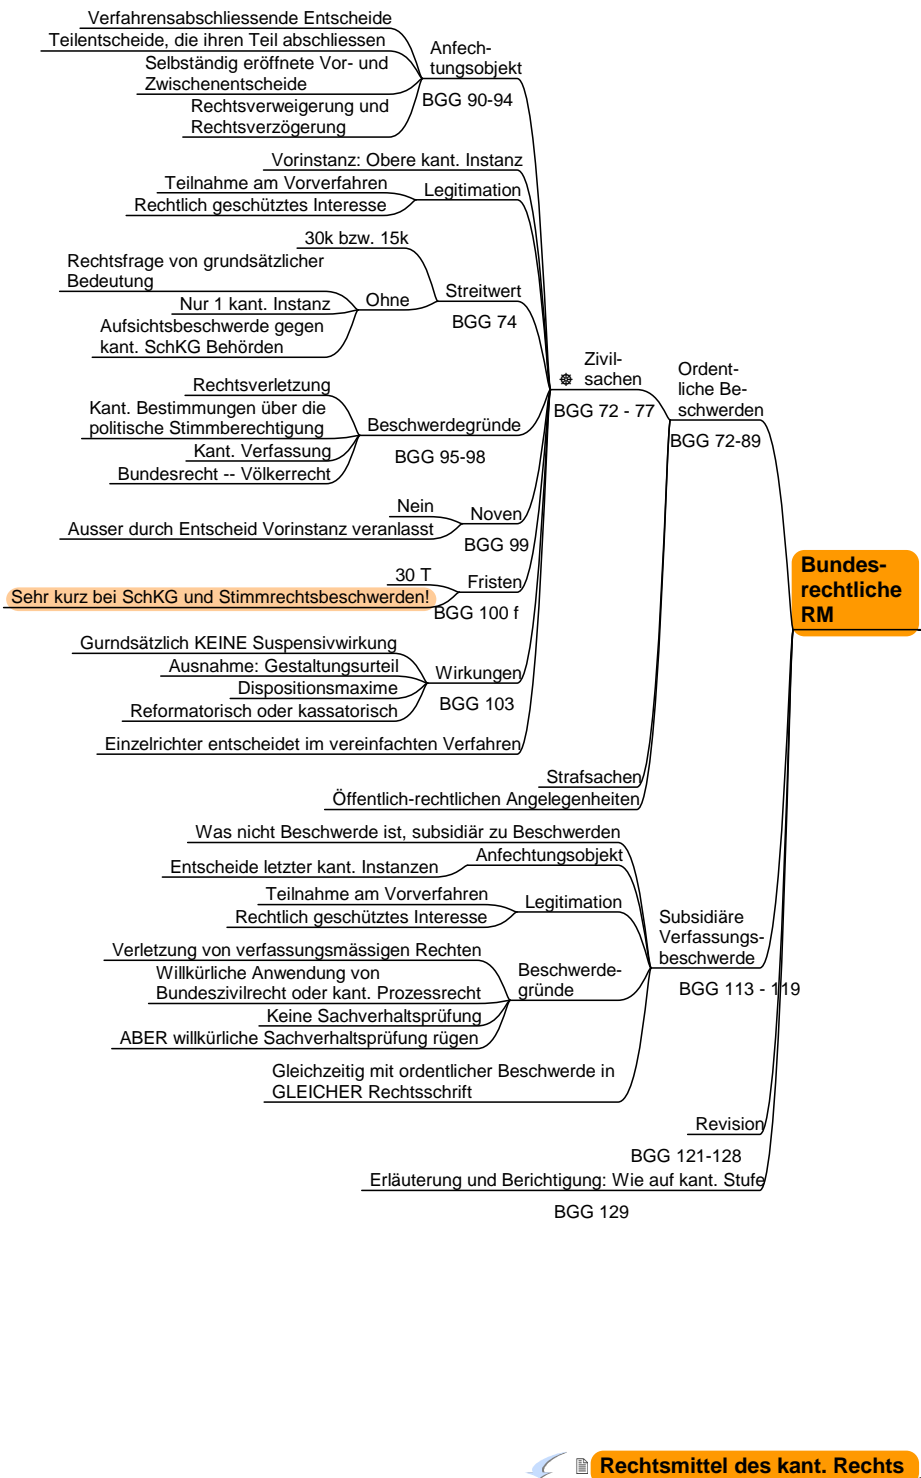 Verfahrensabschliessende Entscheide
Teilentscheide, die ihren Teil abschliessen
Selbständig eröffnete Vor- und
Zwischenentscheide
Rechtsverweigerung und
Rechtsverzögerung
Anfech-
tungsobjekt
BGG 90-94
Vorinstanz: Obere kant. Instanz
Teilnahme am Vorverfahren
Rechtlich geschütztes Interesse
Legitimation
30k bzw. 15k
Rechtsfrage von grundsätzlicher
Bedeutung
Nur 1 kant. Instanz
Aufsichtsbeschwerde gegen
kant. SchKG Behörden
Ohne
Streitwert
BGG 74
Rechtsverletzung
Kant. Bestimmungen über die
politische Stimmberechtigung
Kant. Verfassung
Bundesrecht -- Völkerrecht
Beschwerdegründe
BGG 95-98
Nein
Ausser durch Entscheid Vorinstanz veranlasst
Noven
BGG 99
30 T
Sehr kurz bei SchKG und Stimmrechtsbeschwerden!
Fristen
BGG 100 f
Gurndsätzlich KEINE Suspensivwirkung
Ausnahme: Gestaltungsurteil
Dispositionsmaxime
Reformatorisch oder kassatorisch
Wirkungen
BGG 103
Einzelrichter entscheidet im vereinfachten Verfahren
Zivil-
sachen
BGG 72 - 77
Strafsachen
Öffentlich-rechtlichen Angelegenheiten
Ordent-
liche Be-
schwerden
BGG 72-89
Was nicht Beschwerde ist, subsidiär zu Beschwerden
Entscheide letzter kant. Instanzen
Anfechtungsobjekt
Teilnahme am Vorverfahren
Rechtlich geschütztes Interesse
Legitimation
Verletzung von verfassungsmässigen Rechten
Willkürliche Anwendung von
Bundeszivilrecht oder kant. Prozessrecht
Keine Sachverhaltsprüfung
ABER willkürliche Sachverhaltsprüfung rügen
Beschwerde-
gründe
Gleichzeitig mit ordentlicher Beschwerde in
GLEICHER Rechtsschrift
Subsidiäre
Verfassungs-
beschwerde
BGG 113 - 119
Revision
BGG 121-128
Erläuterung und Berichtigung: Wie auf kant. Stufe
BGG 129
Bundes-
rechtliche
RM
Rechtsmittel des kant. Rechts